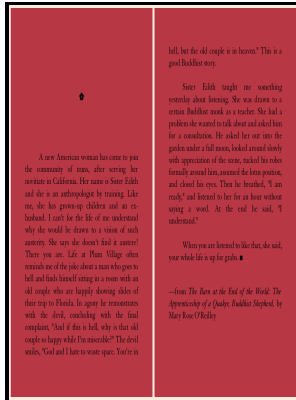 A new American woman has come to join
the community of nuns, after serving her
novitiate in California. Her name is Sister Edith
and she is an anthropologist by training. Like
me, she has grown-up children and an ex-
husband. I can't for the life of me understand
why she would be drawn to a vision of such
austerity. She says she doesn't find it austere!
There you are. Life at Plum Village often
reminds me of the joke about a man who goes to
hell and finds himself sitting in a room with an
old couple who are happily showing slides of
their trip to Florida. In agony he remonstrates
with the devil, concluding with the final
complaint, "And if this is hell, why is that old
couple so happy while I'm miserable?" The devil
smiles, "God and I hate to waste space. You're in
hell, but the old couple is in heaven." This is a
good Buddhist story.
Sister Edith taught me something
yesterday about listening. She was drawn to a
certain Buddhist monk as a teacher. She had a
problem she wanted to talk about and asked him
for a consultation. He asked her out into the
garden under a full moon, looked around slowly
with appreciation of the scene, tucked his robes
formally around him, assumed the lotus position,
and closed his eyes. Then he breathed, "I am
ready," and listened to her for an hour without
saying a word. At the end he said, "I
understand."
When you are listened to like that, she said,
your whole life is up for grabs.
—from The Barn at the End of the World: The
Apprenticeship of a Quaker, Buddhist Shepherd, by
Mary Rose O'Reilley